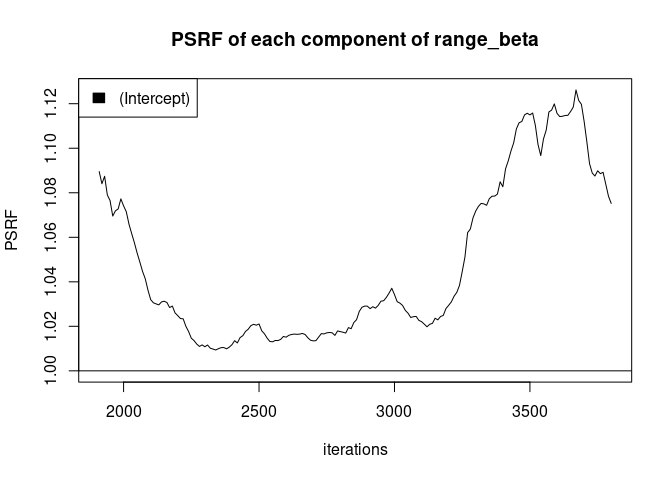 PSRF of each component of range_beta
(Intercept)
PSRF
1.12
1.10
1.08
1.06
1.04
1.02
1.00
2000 2500 3000 3500
iterations